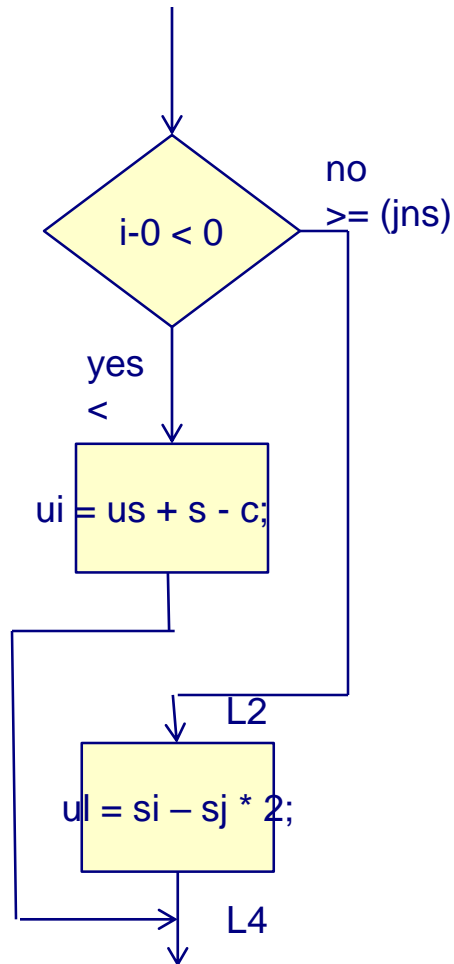 no
>= (jns)
i-0 < 0
yes
<
ui = us + s - c;
L2
ul = si – sj * 2;
L4